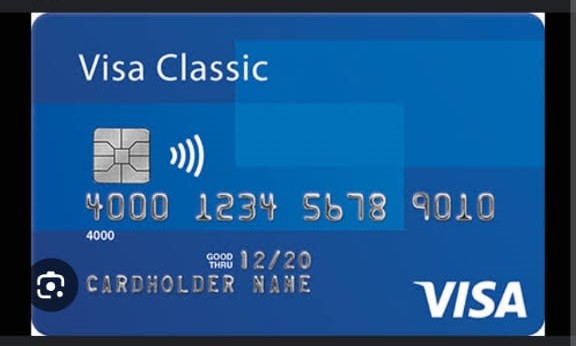 Visa Classic
4000 1234 5678 9010
4000
GOOD THRU 12/20
CARDHOLDER NAME
VISA